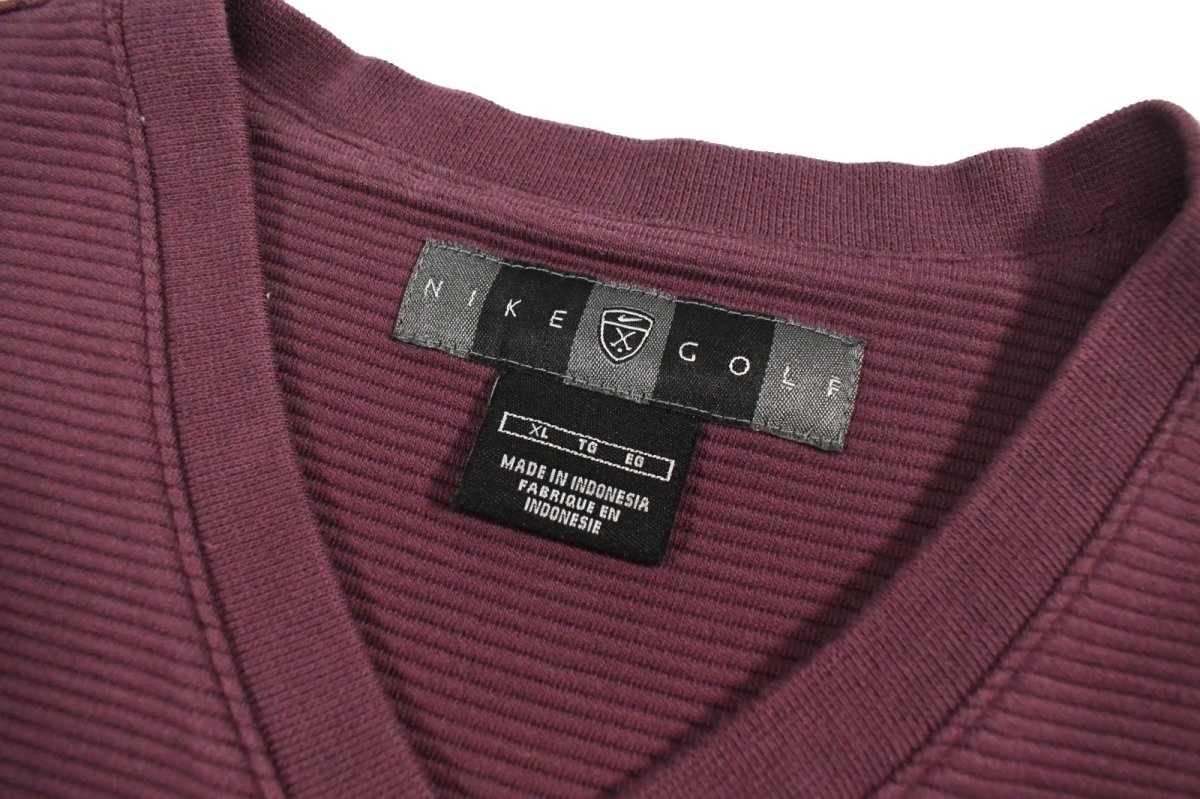 NIKE GOLF
XL TG EG
MADE IN INDONESIA
FABRIQUE EN
INDONESIE